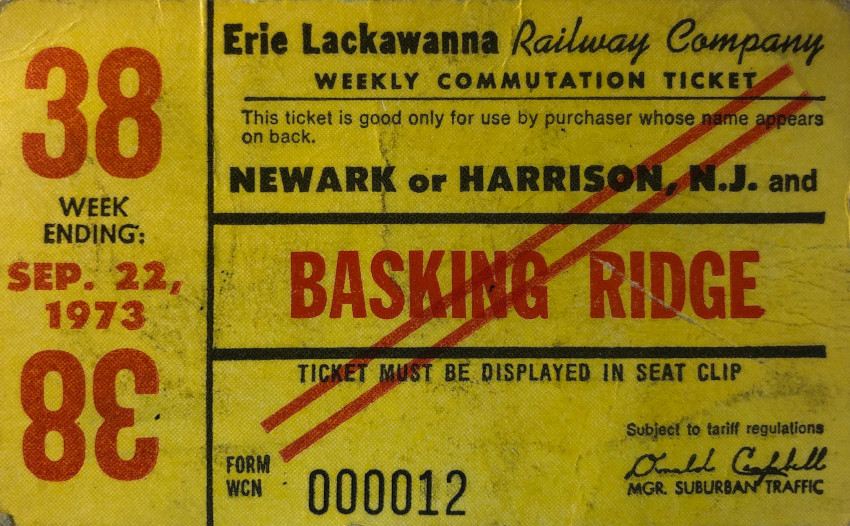 38
WEEK
ENDING:
SEP. 22,
1973
38
Erie Lackawanna Railway Company
WEEKLY COMMUTATION TICKET
This ticket is good only for use by purchaser whose name appears
on back.
NEWARK or HARRISON, N.J. and
BASKING RIDGE
TICKET MUST BE DISPLAYED IN SEAT CLIP
Subject to tariff regulations
Donald Campbell
MGR. SUBURBAN TRAFFIC
FORM
WCN
000012